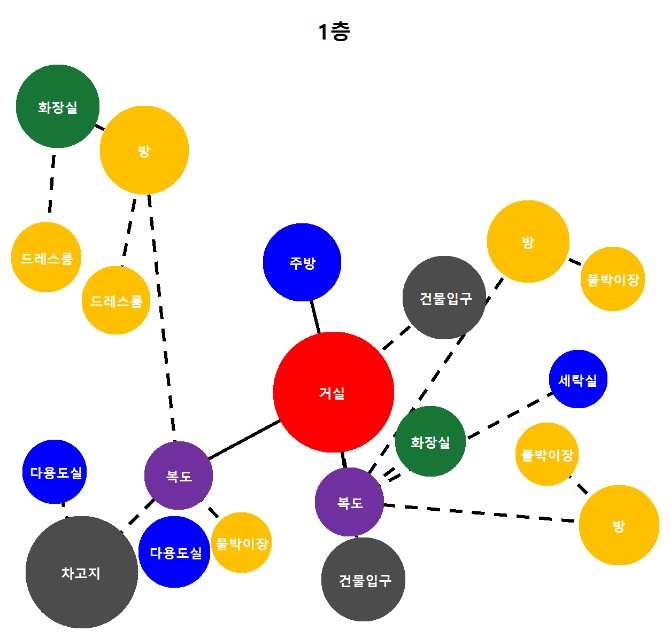 1층
화장실
방
드레스룸
드레스룸
주방
건물입구
방
붙박이장
거실
세탁실
화장실
붙박이장
복도
다용도실
복도
방
다용도실
붙박이장
차고지
건물입구